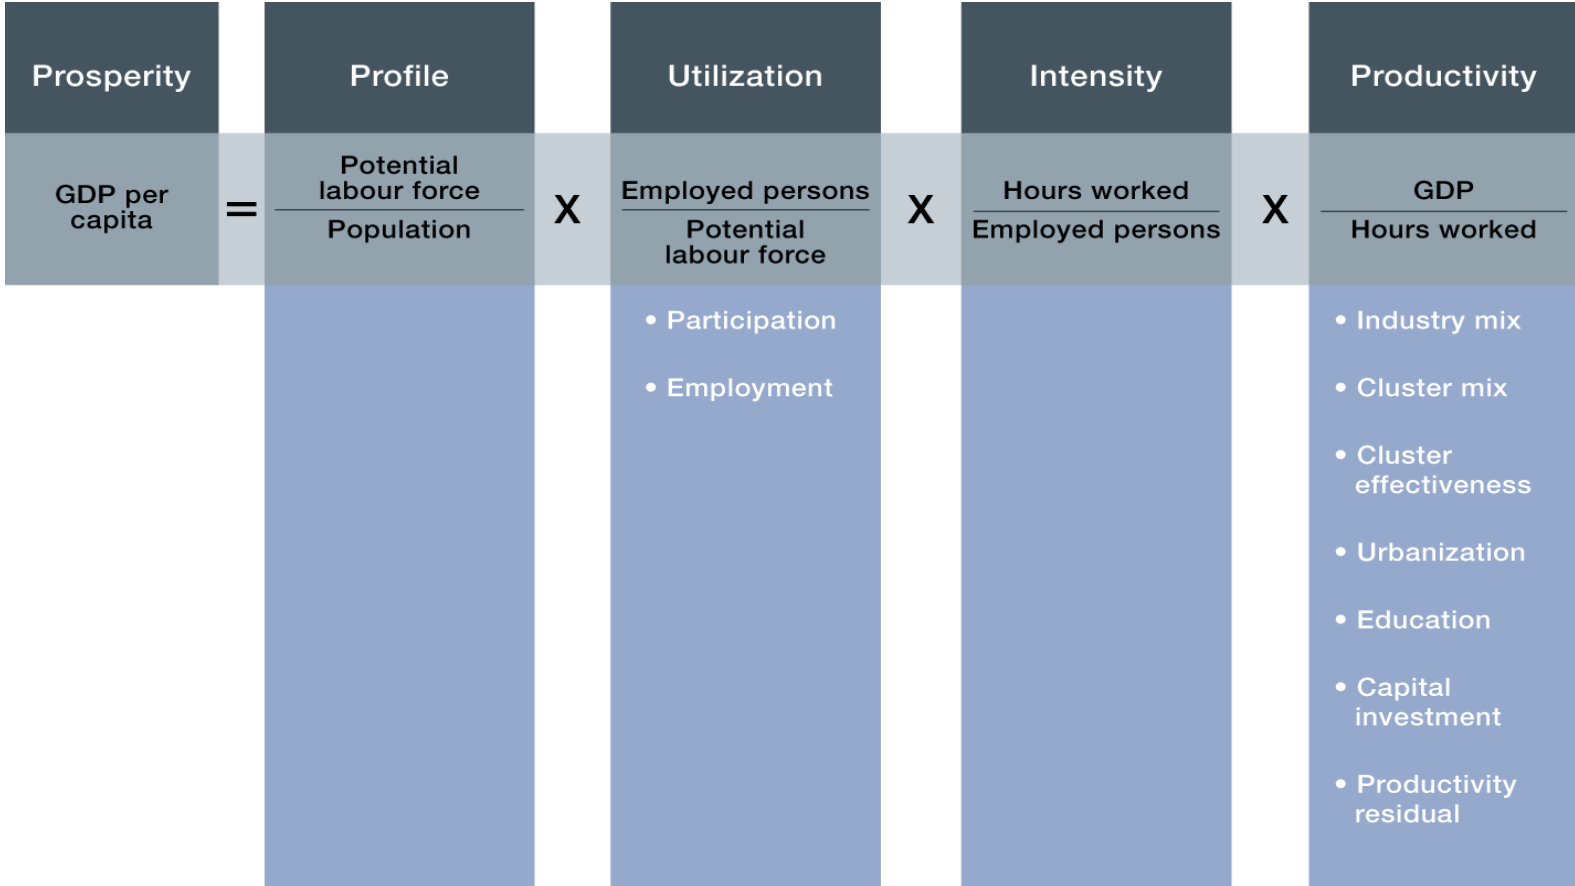 Prosperity
Profile
Utilization
Intensity
Productivity
GDP per
capita
=
Potential
labour force
Population
X
Employed persons
Potential
labour force
X
Hours worked
Employed persons
X
GDP
Hours worked
• Participation
• Employment
• Industry mix
• Cluster mix
• Cluster
effectiveness
• Urbanization
• Education
• Capital
investment
• Productivity
residual